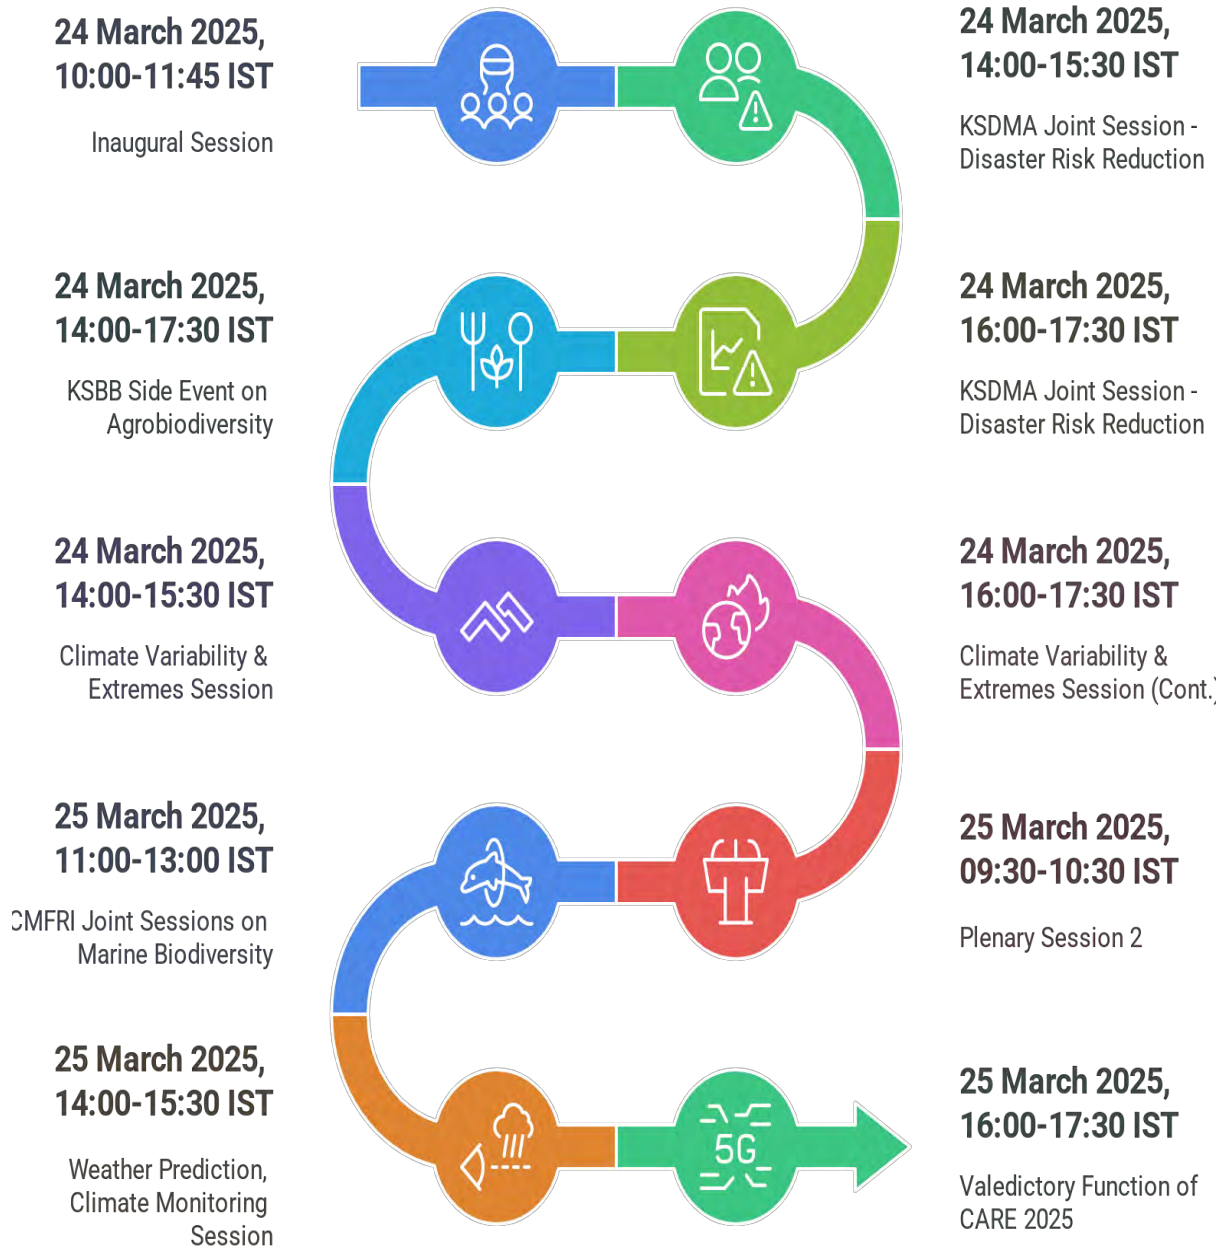 24 March 2025,
10:00-11:45 IST
Inaugural Session
24 March 2025,
14:00-15:30 IST
KSDMA Joint Session -
Disaster Risk Reduction
24 March 2025,
16:00-17:30 IST
KSDMA Joint Session -
Disaster Risk Reduction
24 March 2025,
14:00-17:30 IST
KSBB Side Event on
Agrobiodiversity
24 March 2025,
14:00-15:30 IST
Climate Variability &
Extremes Session
24 March 2025,
16:00-17:30 IST
Climate Variability &
Extremes Session (Cont.)
25 March 2025,
09:30-10:30 IST
Plenary Session 2
25 March 2025,
11:00-13:00 IST
CMFRI Joint Sessions on
Marine Biodiversity
25 March 2025,
14:00-15:30 IST
Weather Prediction,
Climate Monitoring
Session
5G
25 March 2025,
16:00-17:30 IST
Valedictory Function of
CARE 2025